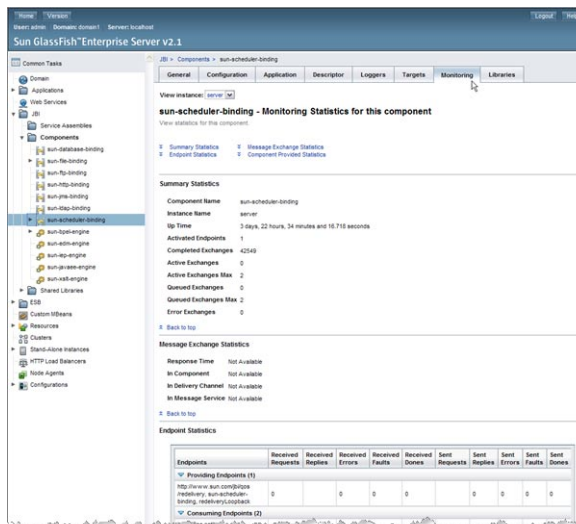 Home Version Logout Help
User: admin Domain: domain1 Server: localhost
Sun GlassFish™ Enterprise Server v2.1
Common Tasks
Domain
Applications
Web Services
JBI
Service Assemblies
Components
sun-database-binding
sun-file-binding
sun-ftp-binding
sun-http-binding
sun-jms-binding
sun-ldap-binding
sun-scheduler-binding
sun-bpel-engine
sun-edm-engine
sun-iep-engine
sun-javaee-engine
sun-xslt-engine
Shared Libraries
ESB
Custom MBeans
Resources
Clusters
Stand-Alone Instances
HTTP Load Balancers
Node Agents
Configurations
JBI > Components > sun-scheduler-binding
General Configuration Application Descriptor Loggers Targets Monitoring Libraries
View instance: server
sun-scheduler-binding - Monitoring Statistics for this component
View statistics for this component.
Summary Statistics Message Exchange Statistics
Endpoint Statistics Component Provided Statistics
Summary Statistics
Component Name sun-scheduler-binding
Instance Name server
Up Time 3 days, 22 hours, 34 minutes and 16.718 seconds
Activated Endpoints 1
Completed Exchanges 42549
Active Exchanges 0
Active Exchanges Max 2
Queued Exchanges 0
Queued Exchanges Max 2
Error Exchanges 0
Back to top
Message Exchange Statistics
Response Time Not Available
In Component Not Available
In Delivery Channel Not Available
In Message Service Not Available
Back to top
Endpoint Statistics
Endpoints Received Requests Received Replies Received Errors Received Faults Received Dones Sent Requests Sent Replies Sent Errors Sent Faults Sent Dones
Providing Endpoints (1)
http://www.sun.com/jbi/qos
/redelivery, sun-scheduler-
binding, redeliveryLoopback 0 0 0 0 0 0 0 0
Consuming Endpoints (2)